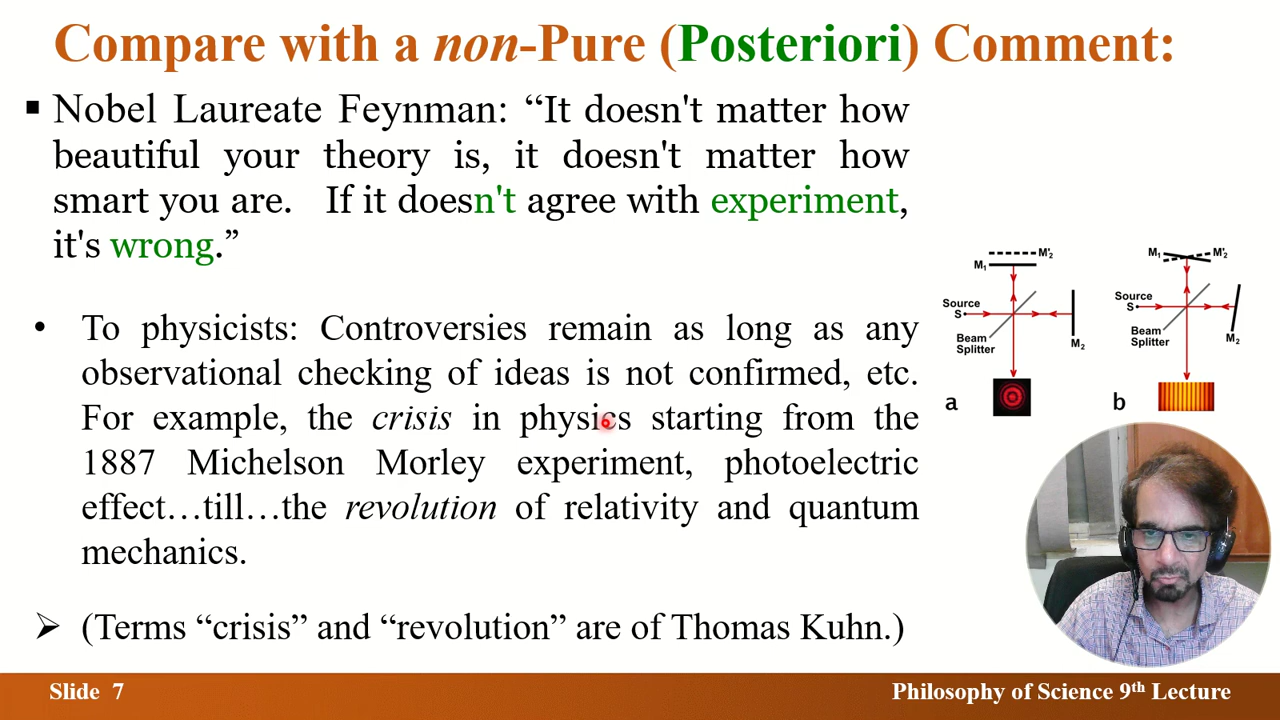 Compare with a non-Pure (Posteriori) Comment:
▪ Nobel Laureate Feynman: “It doesn't matter how
beautiful your theory is, it doesn't matter how
smart you are. If it doesn't agree with experiment,
it's wrong.”
• To physicists: Controversies remain as long as any
observational checking of ideas is not confirmed, etc.
For example, the crisis in physics starting from the
1887 Michelson Morley experiment, photoelectric
effect…till…the revolution of relativity and quantum
mechanics.
➢ (Terms “crisis” and “revolution” are of Thomas Kuhn.)
M'2
M1
Source
S
Beam
Splitter
M2
a
M1 M'2
Source
S
Beam
Splitter
M2
b
Slide 7
Philosophy of Science 9th Lecture